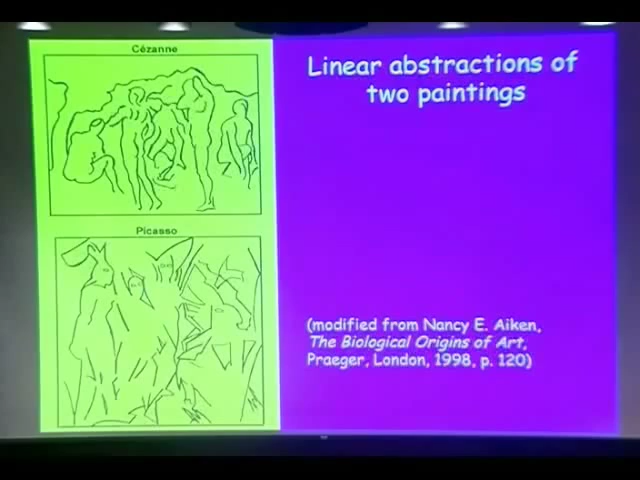 Cézanne
Linear abstractions of
two paintings
Picasso
(modified from Nancy E. Aiken,
The Biological Origins of Art,
Praeger, London, 1998, p. 120)